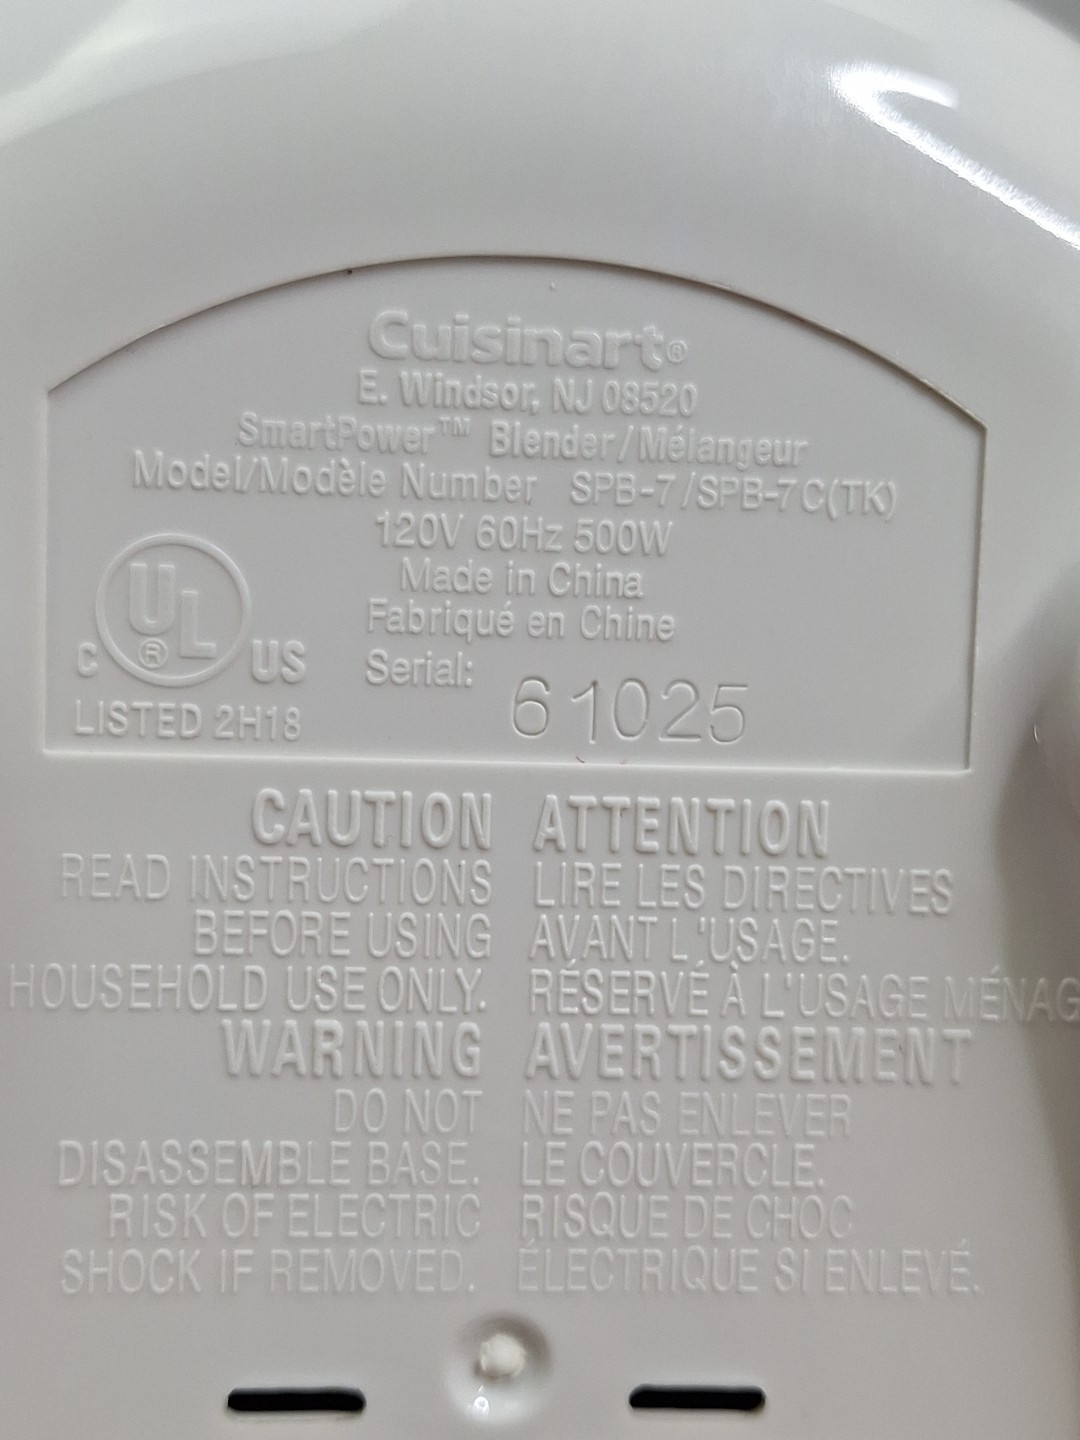 Cuisinart®
E. Windsor, NJ 08520
SmartPower™ Blender/Mélangeur
Model/Modèle Number SPB-7/SPB-7C(TK)
120V 60Hz 500W
Made in China
Fabriqué en Chine
Serial: 61025
C UL® US
LISTED 2H18
CAUTION
READ INSTRUCTIONS
BEFORE USING
HOUSEHOLD USE ONLY.
WARNING
DO NOT
DISASSEMBLE BASE.
RISK OF ELECTRIC
SHOCK IF REMOVED.
ATTENTION
LIRE LES DIRECTIVES
AVANT L'USAGE.
RÉSERVÉ À L'USAGE MÉNAG
AVERTISSEMENT
NE PAS ENLEVER
LE COUVERCLE.
RISQUE DE CHOC
ÉLECTRIQUE SI ENLEVÉ.